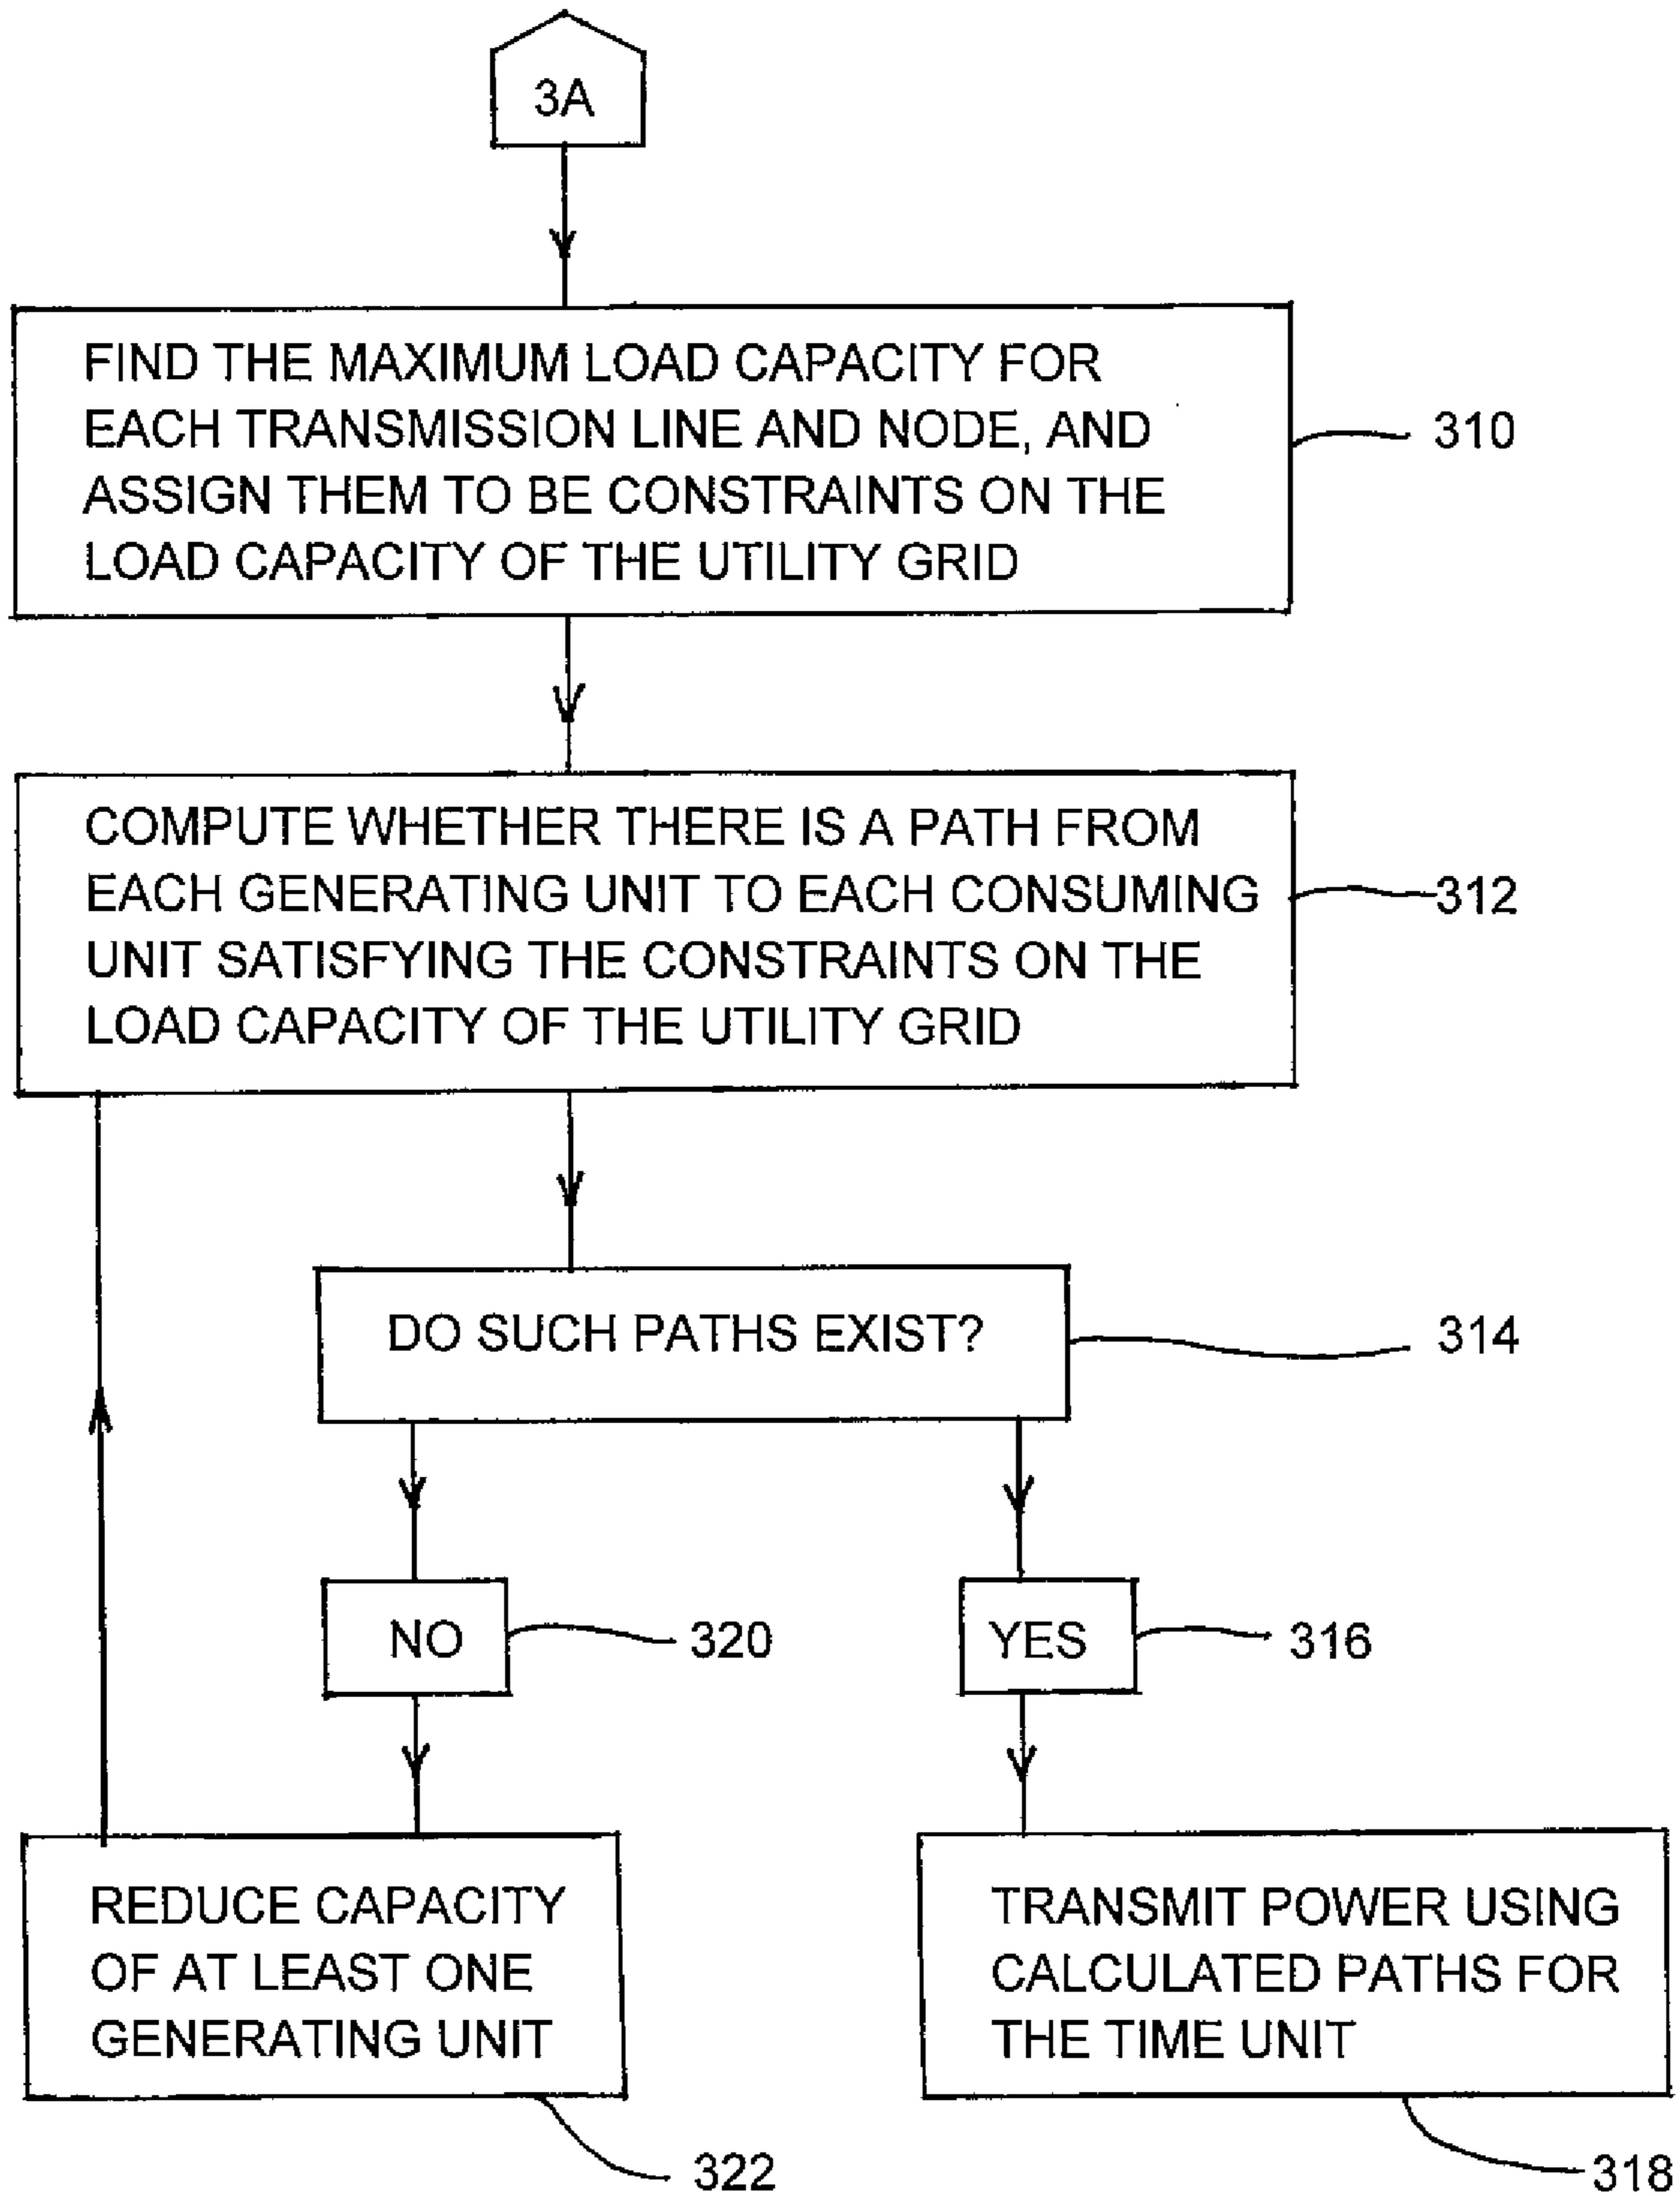 3A
FIND THE MAXIMUM LOAD CAPACITY FOR
EACH TRANSMISSION LINE AND NODE, AND
ASSIGN THEM TO BE CONSTRAINTS ON THE
LOAD CAPACITY OF THE UTILITY GRID
310
COMPUTE WHETHER THERE IS A PATH FROM
EACH GENERATING UNIT TO EACH CONSUMING
UNIT SATISFYING THE CONSTRAINTS ON THE
LOAD CAPACITY OF THE UTILITY GRID
312
DO SUCH PATHS EXIST?
314
NO
320
YES
316
REDUCE CAPACITY
OF AT LEAST ONE
GENERATING UNIT
322
TRANSMIT POWER USING
CALCULATED PATHS FOR
THE TIME UNIT
318